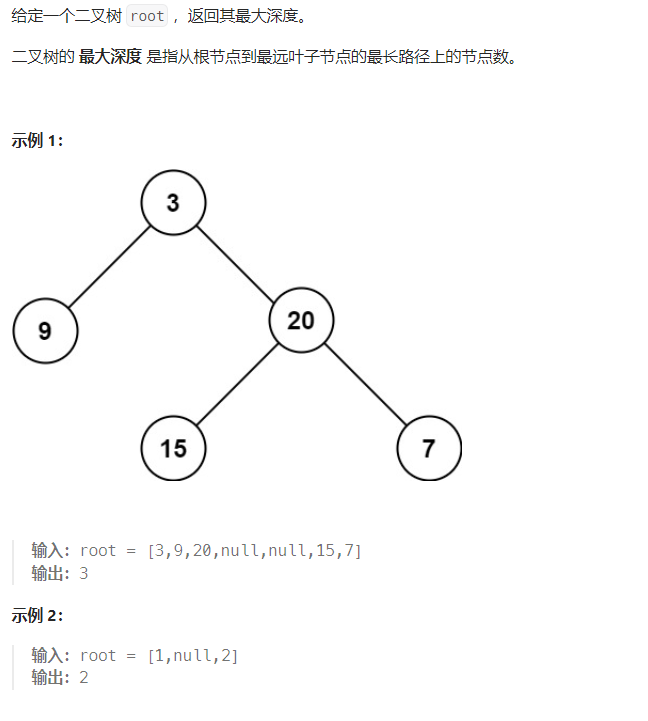 给定一个二叉树 root ，返回其最大深度。
二叉树的 最大深度 是指从根节点到最远叶子节点的最长路径上的节点数。
示例 1：
3
9
20
15
7
输入：root = [3,9,20,null,null,15,7]
输出：3
示例 2：
输入：root = [1,null,2]
输出：2